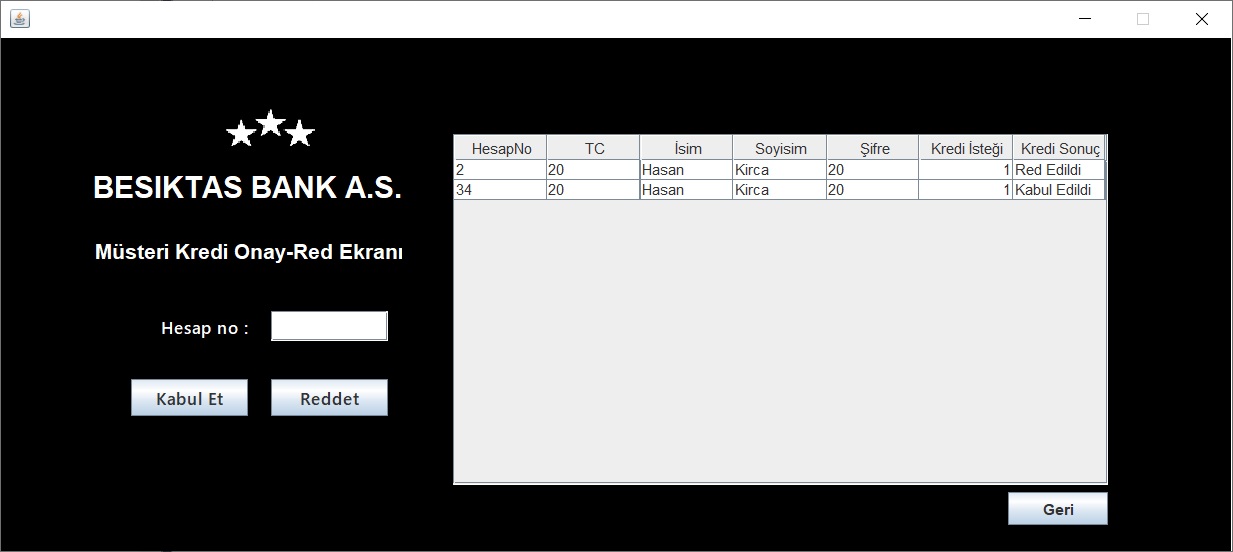 BESIKTAS BANK A.S.
Müsteri Kredi Onay-Red Ekranı
Hesap no :
Kabul Et Reddet
HesapNo TC İsim Soyisim Şifre Kredi İsteği Kredi Sonuç
2 20 Hasan Kirca 20 1 Red Edildi
34 20 Hasan Kirca 20 1 Kabul Edildi
Geri